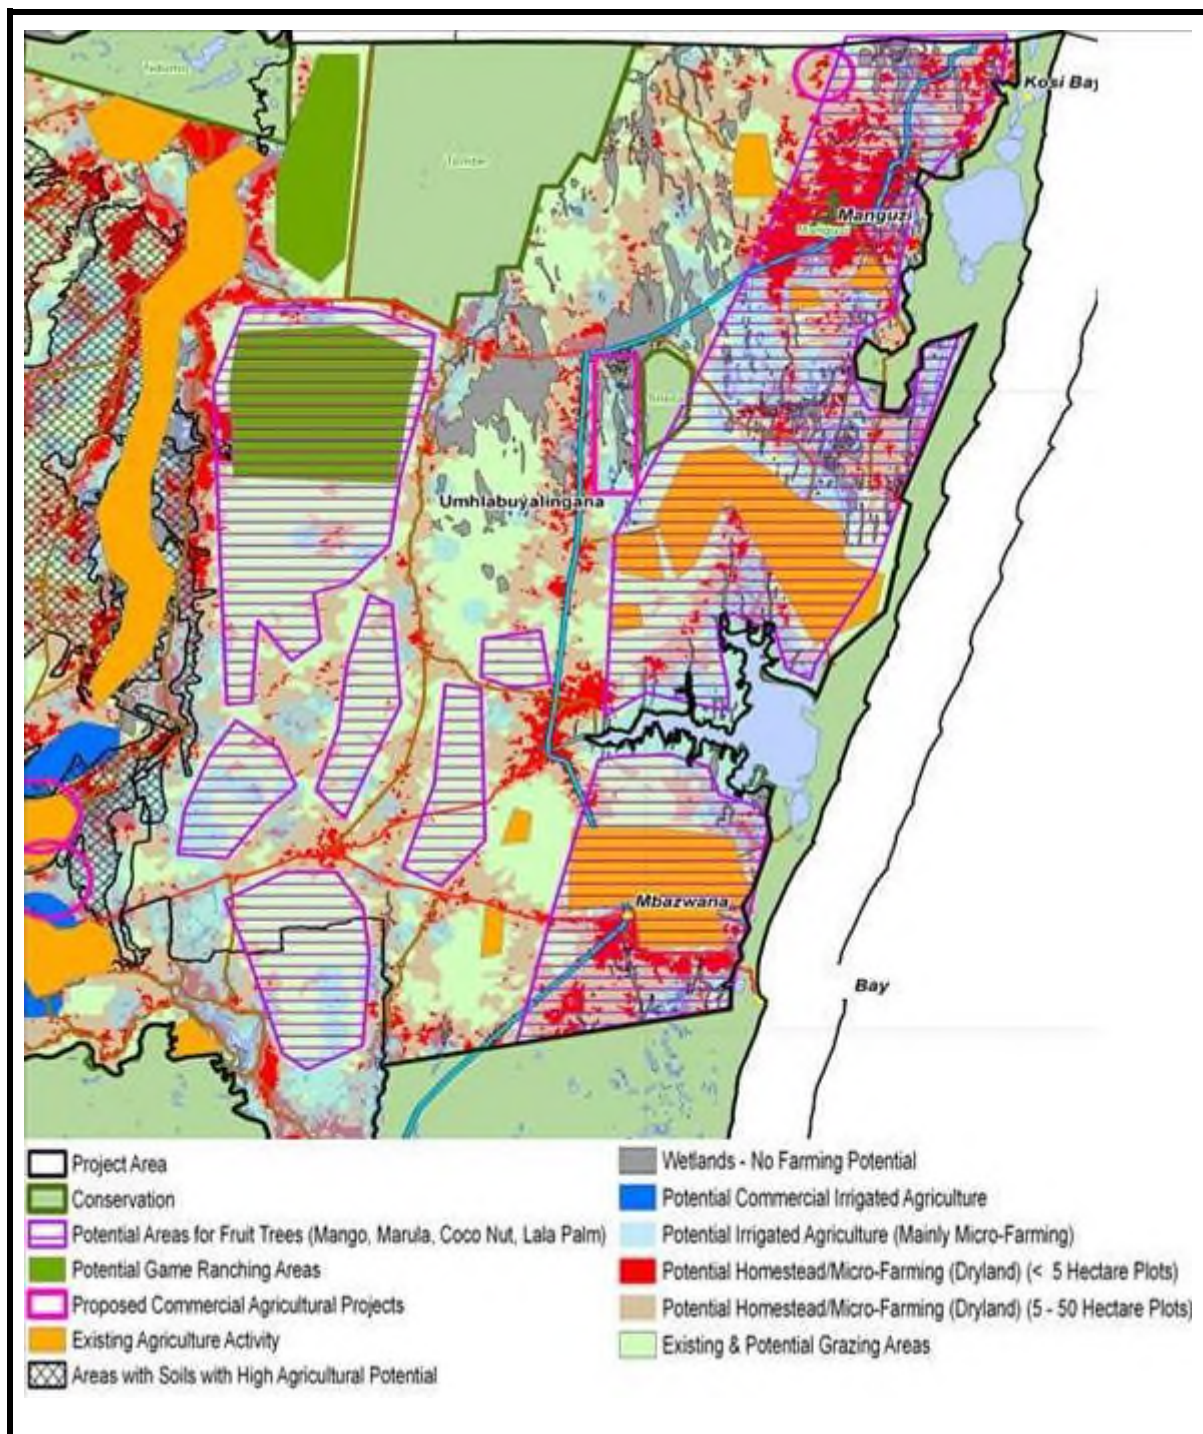 Ndumo
Tembe
Kosi Bay
Manguzi
Manguzi
Umhlabuyalingana
Mbazwana
Bay
Project Area
Conservation
Potential Areas for Fruit Trees (Mango, Marula, Coco Nut, Lala Palm)
Potential Game Ranching Areas
Proposed Commercial Agricultural Projects
Existing Agriculture Activity
Areas with Soils with High Agricultural Potential
Wetlands - No Farming Potential
Potential Commercial Irrigated Agriculture
Potential Irrigated Agriculture (Mainly Micro-Farming)
Potential Homestead/Micro-Farming (Dryland) (< 5 Hectare Plots)
Potential Homestead/Micro-Farming (Dryland) (5 - 50 Hectare Plots)
Existing & Potential Grazing Areas